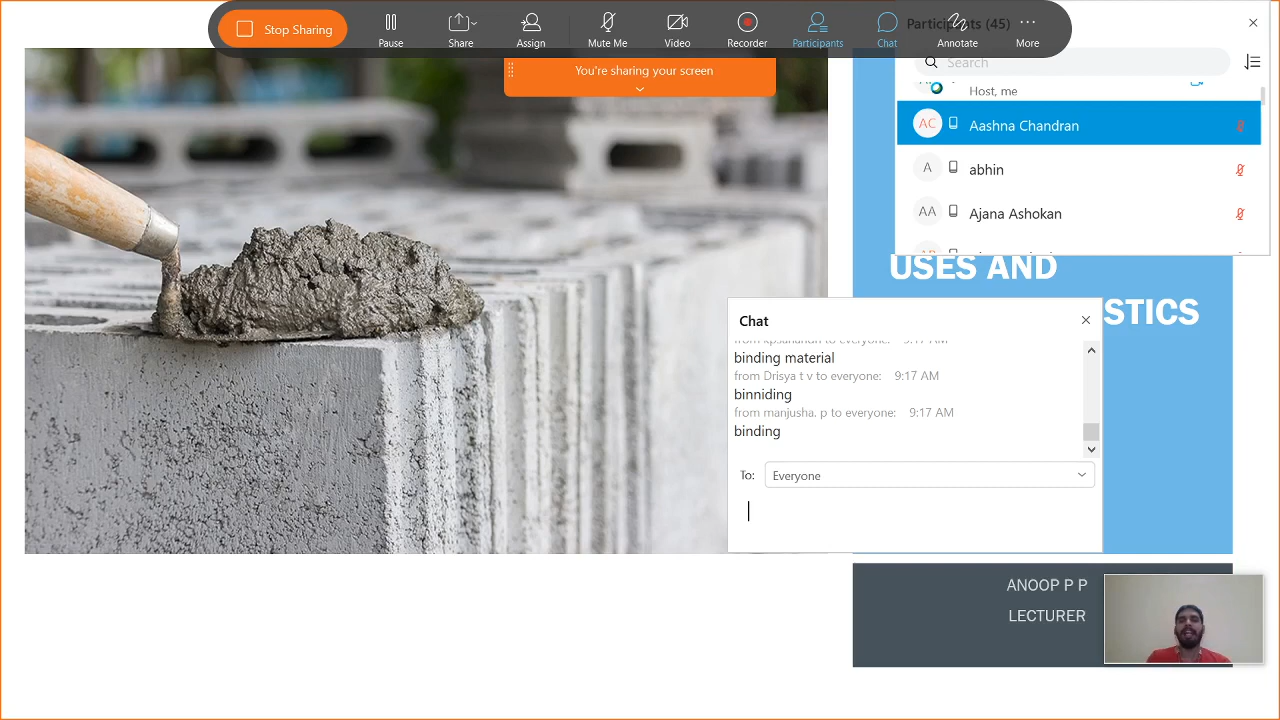 Stop Sharing
Pause
Share
Assign
Mute Me
Video
Recorder
Participants
Chat
Annotate
More
Participants (45)
You're sharing your screen
Search
Host, me
AC Aashna Chandran
A abhin
AA Ajana Ashokan
USES AND
STICS
Chat
binding material
from Drisya t v to everyone: 9:17 AM
binniding
from manjusha. p to everyone: 9:17 AM
binding
To: Everyone
ANOOP P P
LECTURER